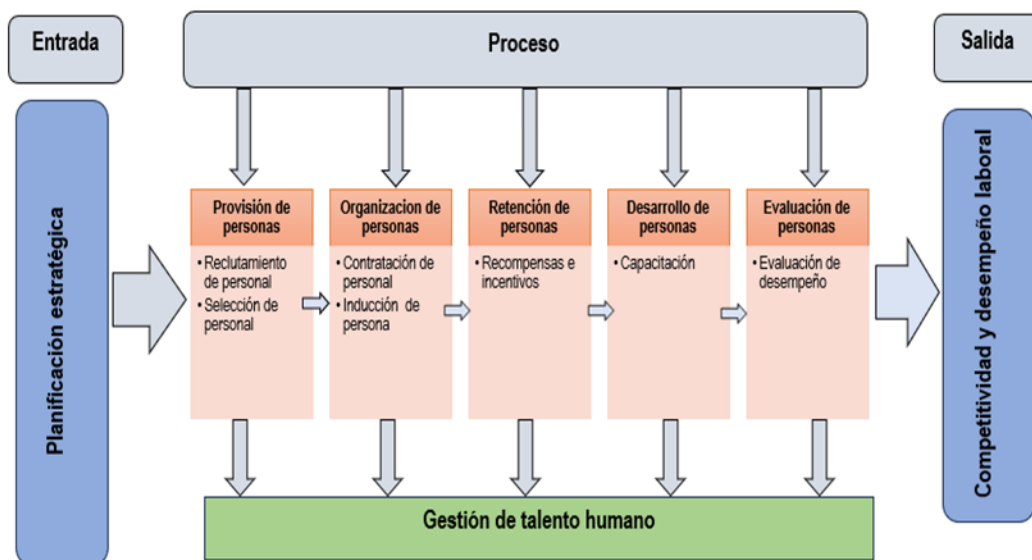 Entrada
Proceso
Salida
Planificación estratégica
Provisión de
personas
• Reclutamiento
de personal
• Selección de
personal
Organizacion de
personas
• Contratación de
personal
• Inducción de
persona
Retención de
personas
• Recompensas e
incentivos
Desarrollo de
personas
• Capacitación
Evaluación de
personas
• Evaluación de
desempeño
Competitividad y desempeño laboral
Gestión de talento humano